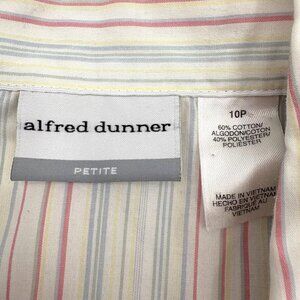 alfred dunner
PETITE
10P
60% COTTON/
ALGODON/COTON
40% POLYESTER/
POLIESTER
MADE IN VIETNAM
HECHO EN VIETNAM
FABRIQUÉ AU
VIETNAM